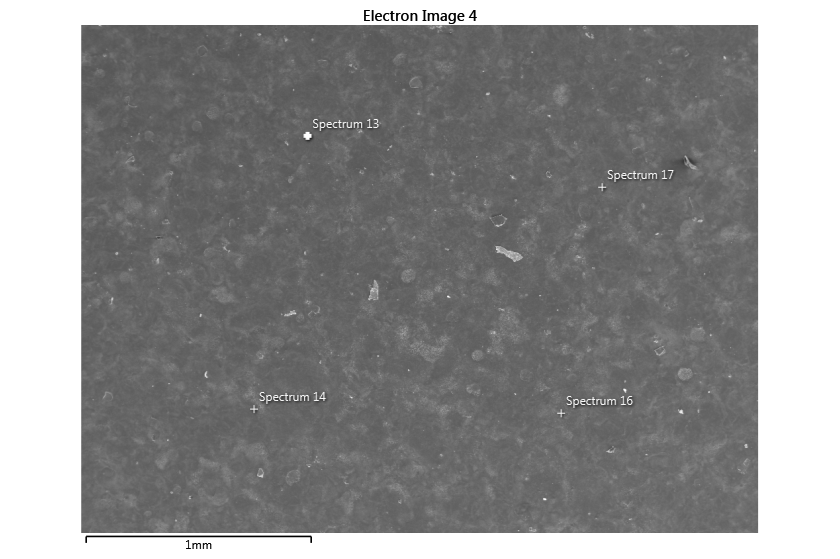 Electron Image 4
Spectrum 13
Spectrum 17
Spectrum 14
Spectrum 16
1mm